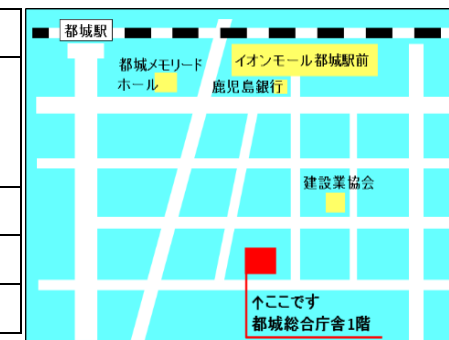 都城駅
都城メモリード
ホール
イオンモール都城駅前
鹿児島銀行
建設業協会
↑ここです
都城総合庁舎1階